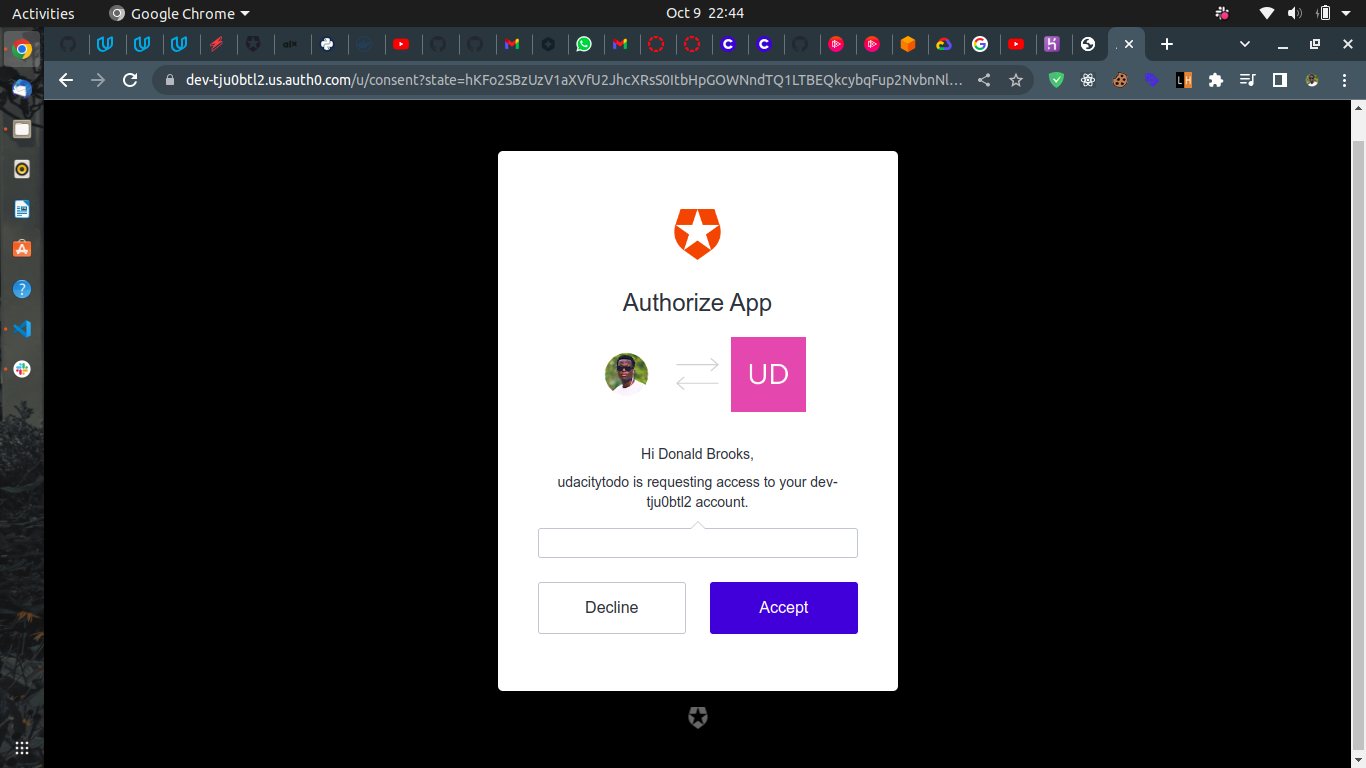 Activities
Google Chrome
Oct 9 22:44
dev-tju0btl2.us.auth0.com/u/consent?state=hKFo2SBzUzV1aXVfU2JhcXRsS0ItbHpGOWNndTQ1LTBEQkcybqFup2NvbnNl…
Authorize App
UD
Hi Donald Brooks,
udacitytodo is requesting access to your dev-
tju0btl2 account.
Decline
Accept